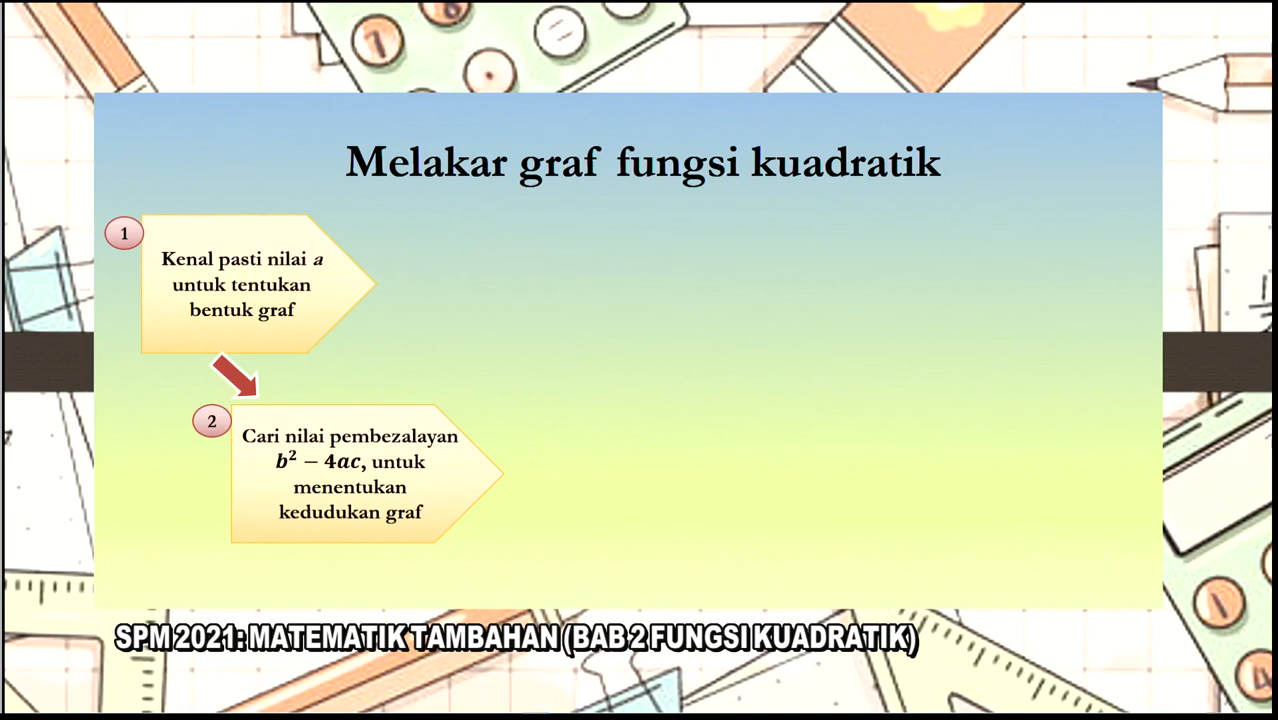 Melakar graf fungsi kuadratik
1
Kenal pasti nilai a
untuk tentukan
bentuk graf
2
Cari nilai pembezalayan
b² − 4ac, untuk
menentukan
kedudukan graf
SPM 2021: MATEMATIK TAMBAHAN (BAB 2 FUNGSI KUADRATIK)